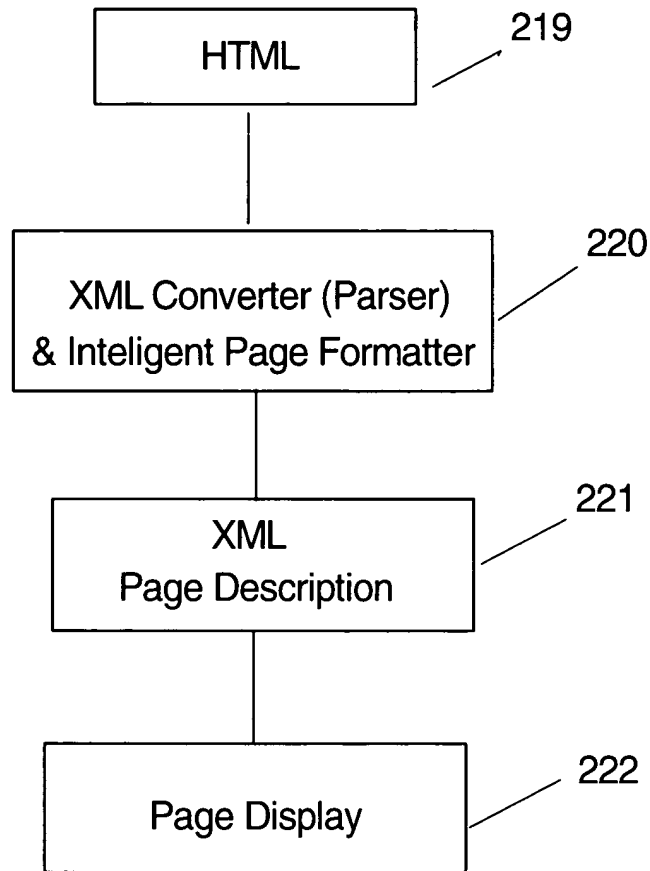 HTML
219
XML Converter (Parser)
& Inteligent Page Formatter
220
XML
Page Description
221
Page Display
222